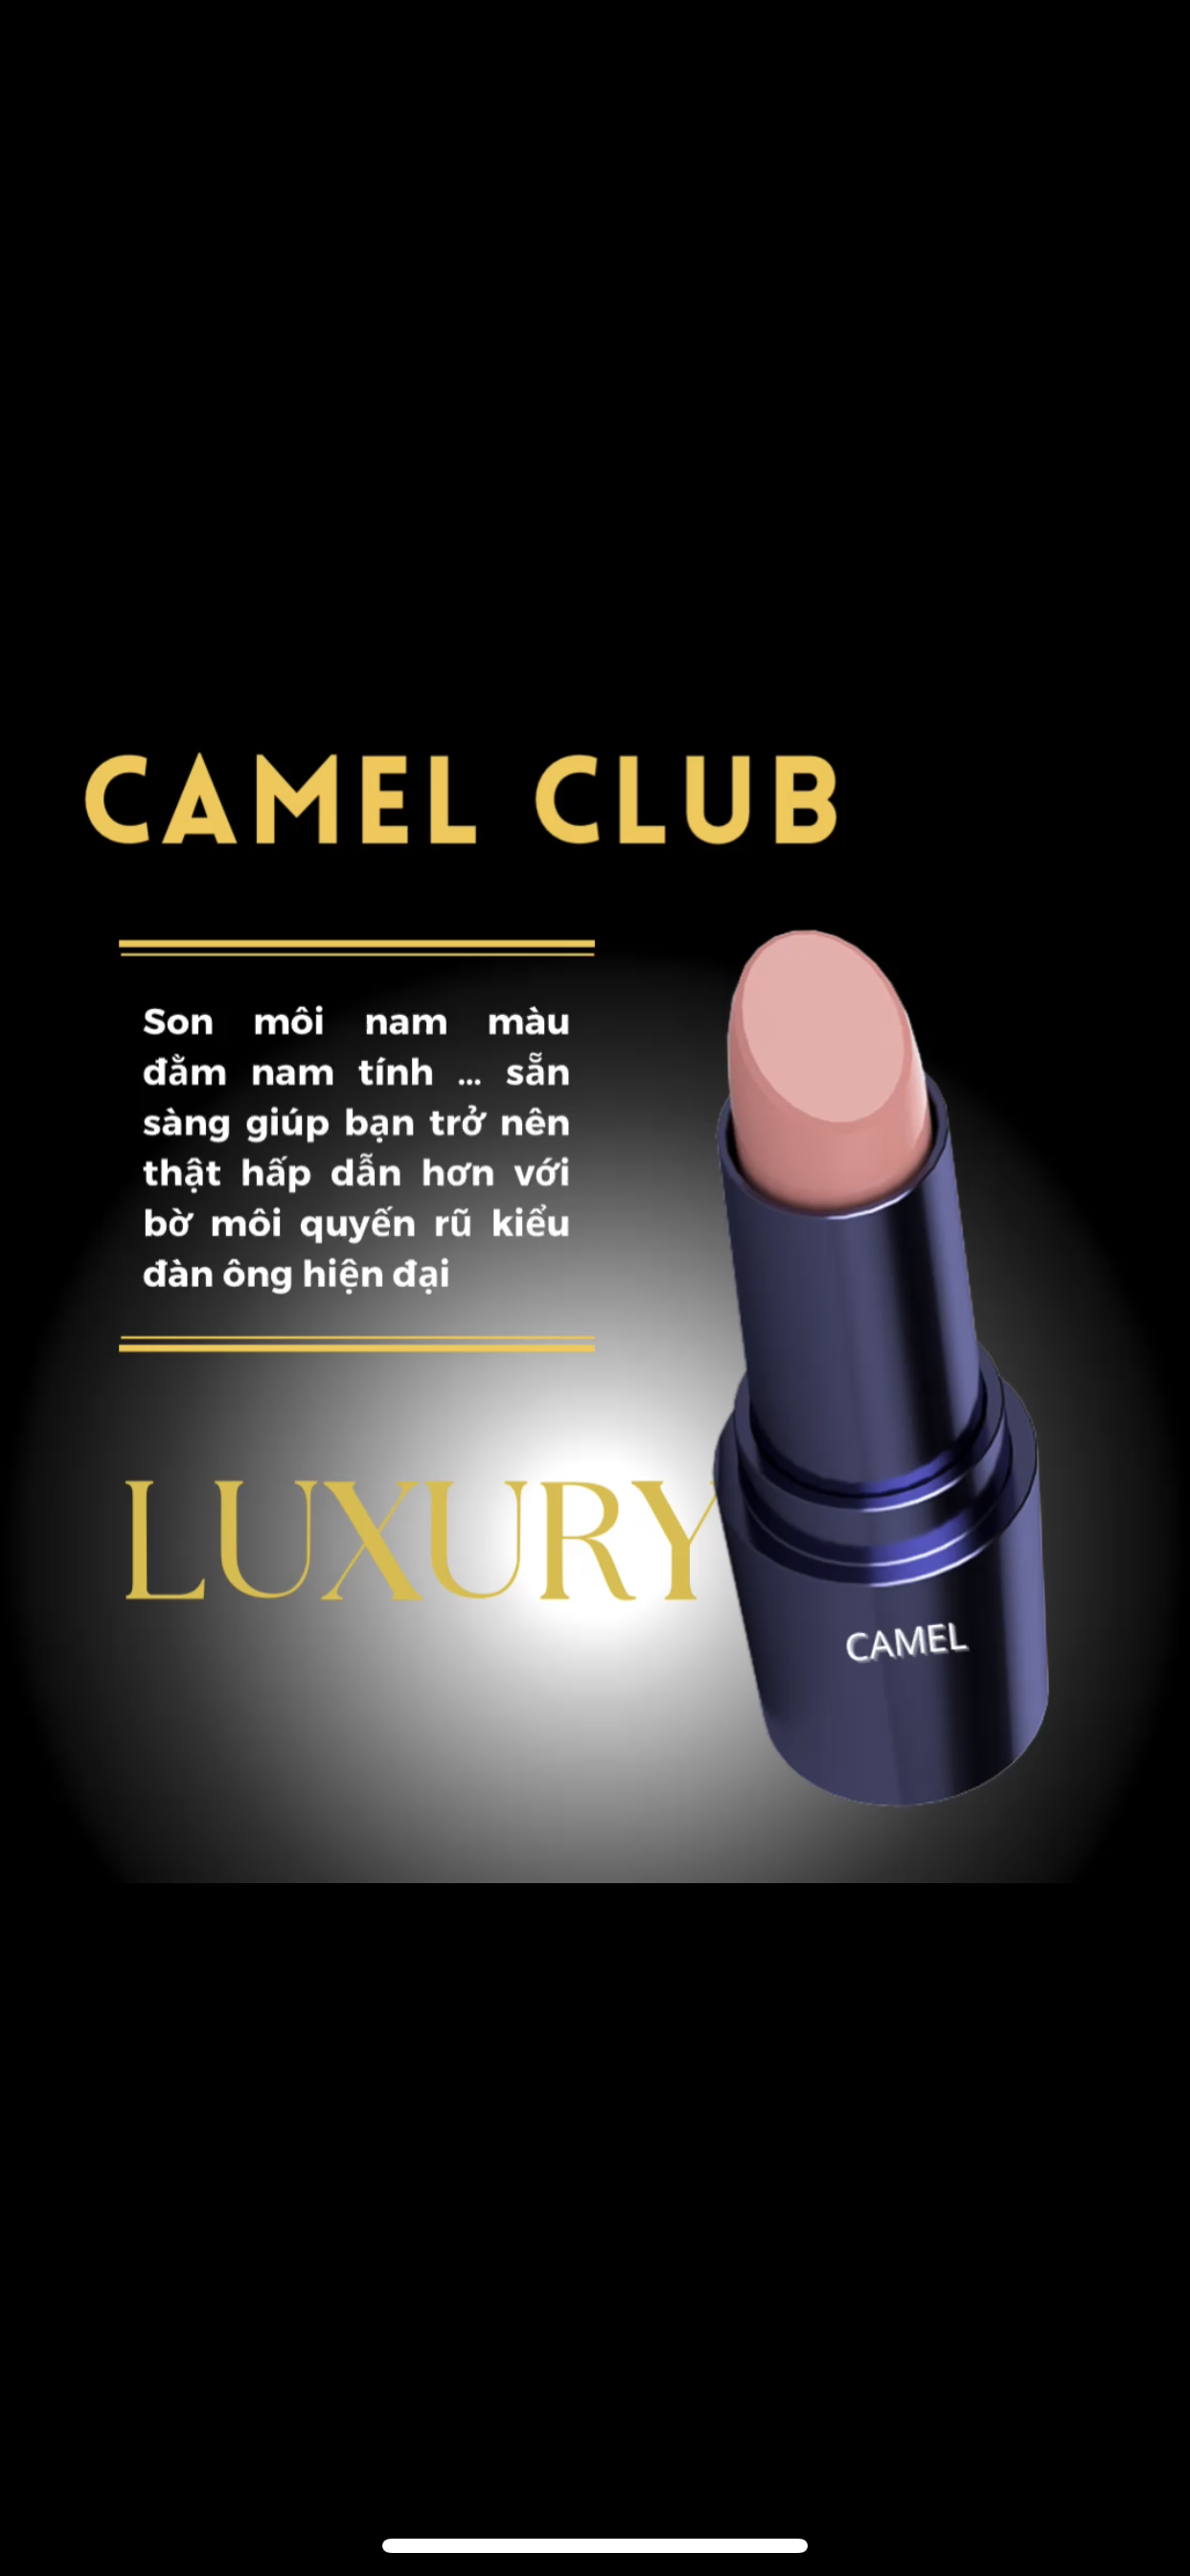 CAMEL CLUB
Son môi nam màu
đằm nam tính ... sẵn
sàng giúp bạn trở nên
thật hấp dẫn hơn với
bờ môi quyến rũ kiểu
đàn ông hiện đại
LUXURY
CAMEL